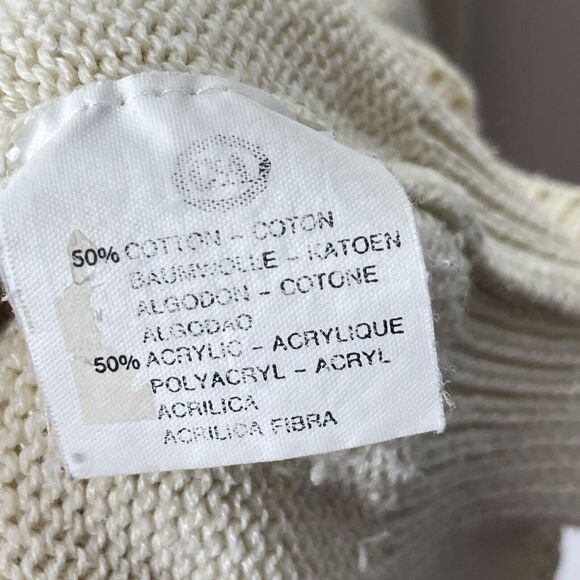 C&A
50% COTTON - COTON
BAUMWOLLE - KATOEN
ALGODON - COTONE
ALGODAO
50% ACRYLIC - ACRYLIQUE
POLYACRYL - ACRYL
ACRILICA
ACRILICA FIBRA